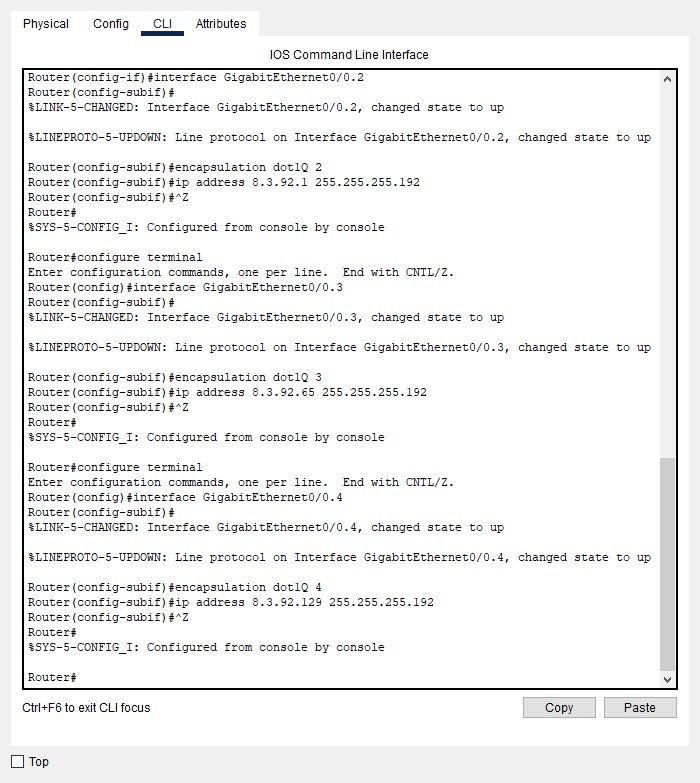 Physical Config CLI Attributes
IOS Command Line Interface
Router(config-if)#interface GigabitEthernet0/0.2
Router(config-subif)#
%LINK-5-CHANGED: Interface GigabitEthernet0/0.2, changed state to up
%LINEPROTO-5-UPDOWN: Line protocol on Interface GigabitEthernet0/0.2, changed state to up
Router(config-subif)#encapsulation dot1Q 2
Router(config-subif)#ip address 8.3.92.1 255.255.255.192
Router(config-subif)#^Z
Router#
%SYS-5-CONFIG_I: Configured from console by console
Router#configure terminal
Enter configuration commands, one per line.  End with CNTL/Z.
Router(config)#interface GigabitEthernet0/0.3
Router(config-subif)#
%LINK-5-CHANGED: Interface GigabitEthernet0/0.3, changed state to up
%LINEPROTO-5-UPDOWN: Line protocol on Interface GigabitEthernet0/0.3, changed state to up
Router(config-subif)#encapsulation dot1Q 3
Router(config-subif)#ip address 8.3.92.65 255.255.255.192
Router(config-subif)#^Z
Router#
%SYS-5-CONFIG_I: Configured from console by console
Router#configure terminal
Enter configuration commands, one per line.  End with CNTL/Z.
Router(config)#interface GigabitEthernet0/0.4
Router(config-subif)#
%LINK-5-CHANGED: Interface GigabitEthernet0/0.4, changed state to up
%LINEPROTO-5-UPDOWN: Line protocol on Interface GigabitEthernet0/0.4, changed state to up
Router(config-subif)#encapsulation dot1Q 4
Router(config-subif)#ip address 8.3.92.129 255.255.255.192
Router(config-subif)#^Z
Router#
%SYS-5-CONFIG_I: Configured from console by console
Router#
Ctrl+F6 to exit CLI focus
Copy Paste
Top